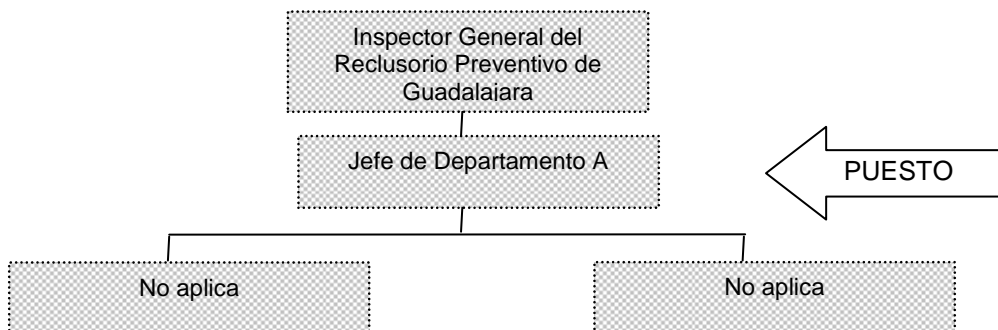 Inspector General del
Reclusorio Preventivo de
Guadalajara
Jefe de Departamento A
PUESTO
No aplica
No aplica